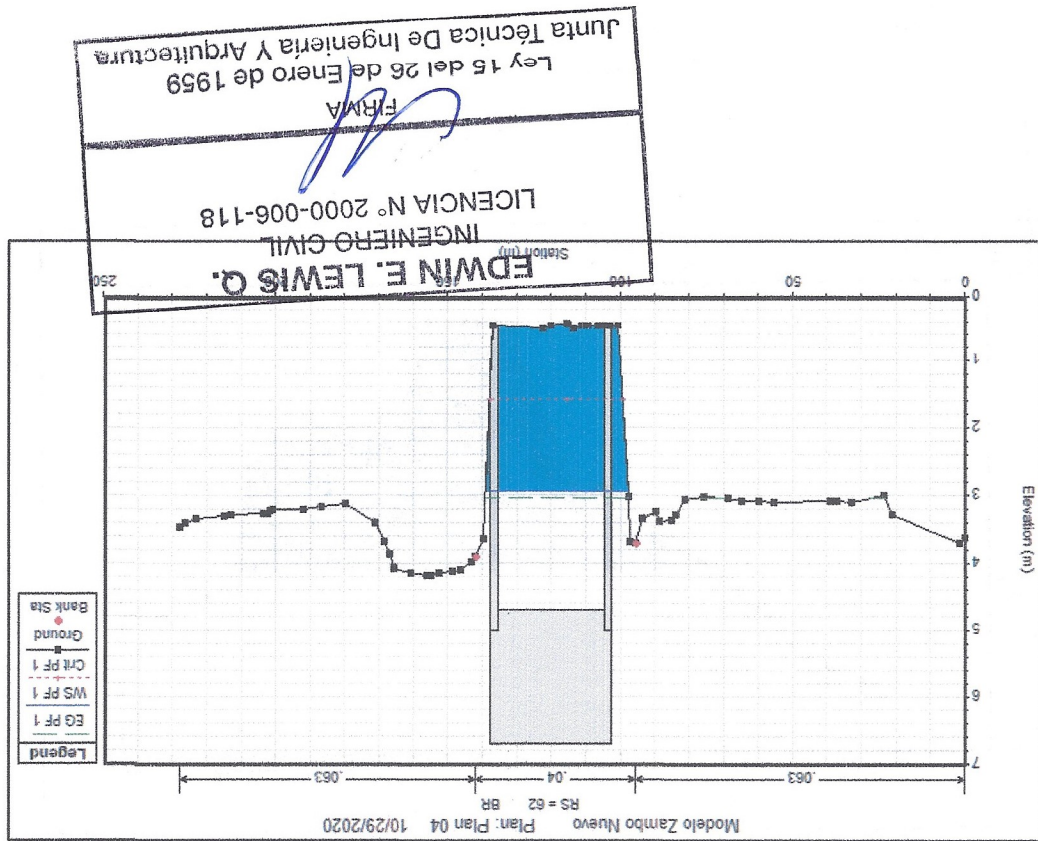 Modelo Zambo Nuevo Plan: Plan 04 10/29/2020
RS = 62 BR
.063
.04
.063
Legend
EG PF 1
WS PF 1
Crit PF 1
Ground
Bank Sta
7
6
5
4
3
2
1
0
Elevation (m)
0
50
100
250
Station (m)
EDWIN E. LEWIS Q.
INGENIERO CIVIL
LICENCIA N° 2000-006-118
FIRMA
Ley 15 del 26 de Enero de 1959
Junta Técnica De Ingeniería Y Arquitectura